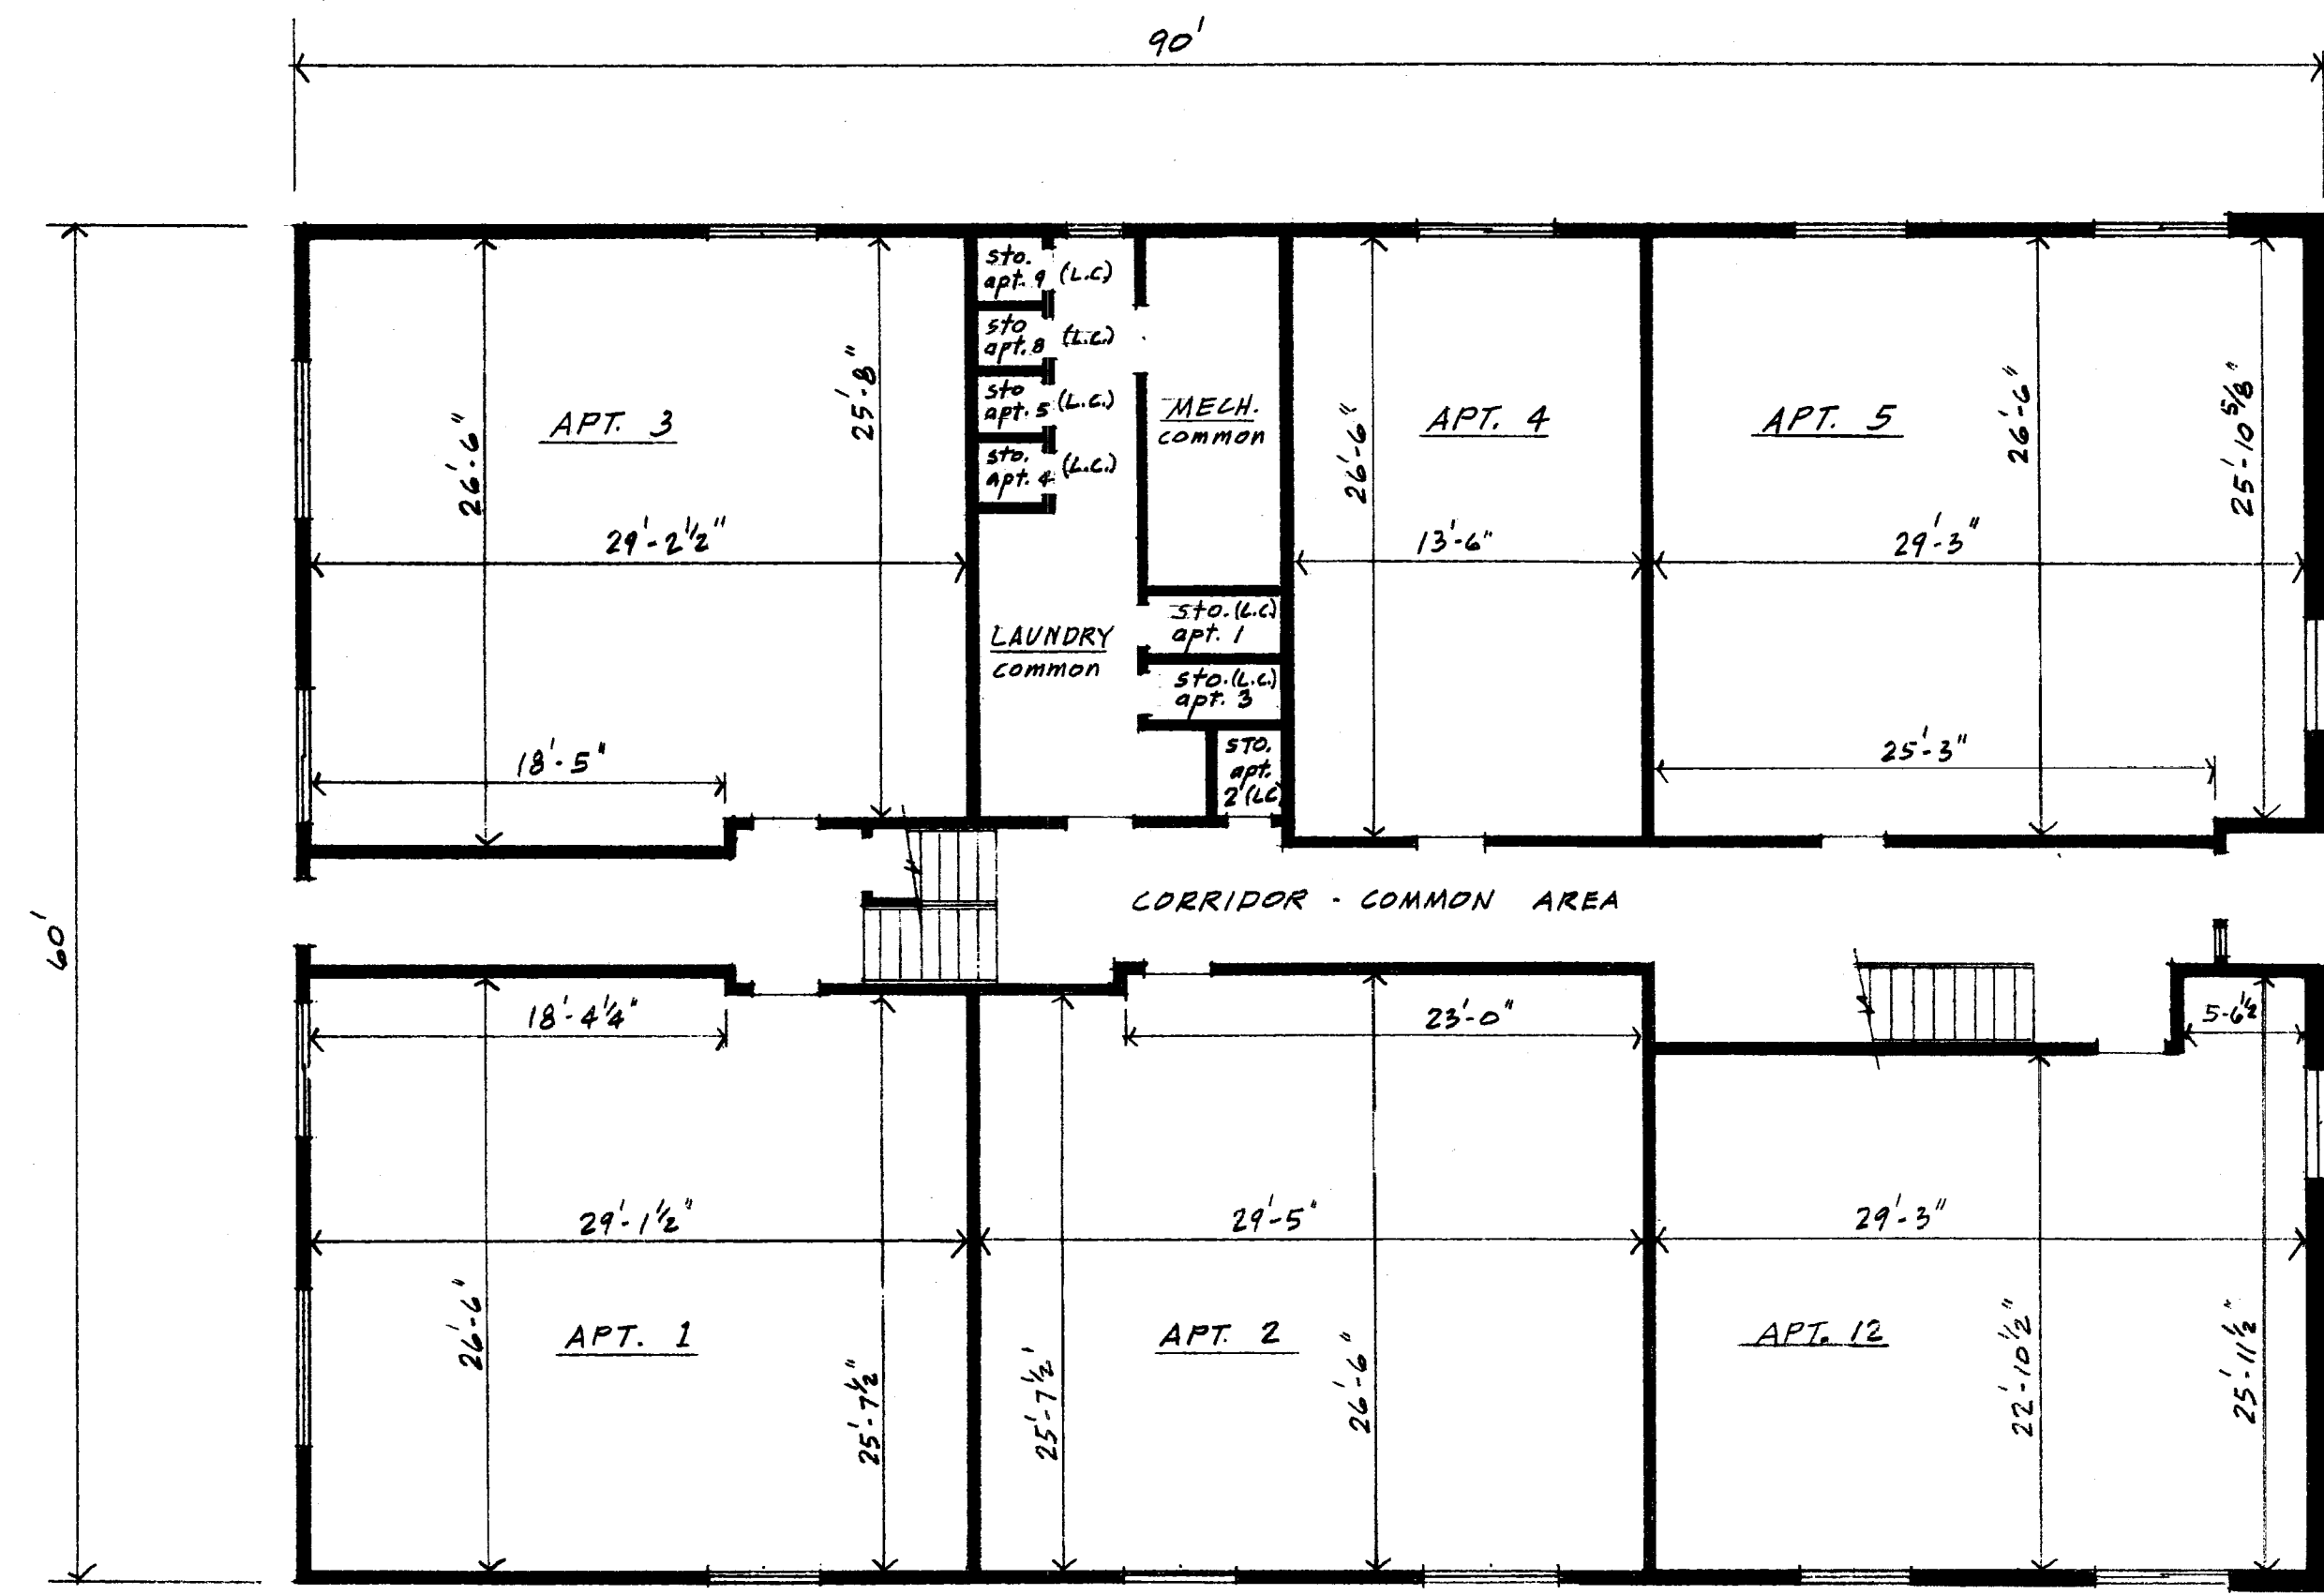 90'
60'
sto.
apt. 9 (L.C)
sto
apt. 8 (L.C.)
sto
apt. 5 (L.C.)
sto.
apt. 4 (L.C.)
APT. 3
26'-6"
25'-8"
29'-2 1/2"
18'-5"
MECH.
common
LAUNDRY
common
sto. (L.C)
apt. 1
sto. (L.C.)
apt. 3
STO.
apt.
2 (LC)
APT. 4
26'-6"
13'-6"
APT. 5
26'-6"
25'-10 5/8"
29'-3"
25'-3"
CORRIDOR - COMMON AREA
18'-4 1/4"
29'-1 1/2"
26'-6"
25'-7 1/2"
APT. 1
23'-0"
29'-5"
25'-7 1/2'
26'-6"
APT. 2
5-6 1/2
29'-3"
APT. 12
22'-10 1/2"
25'-11 1/2"